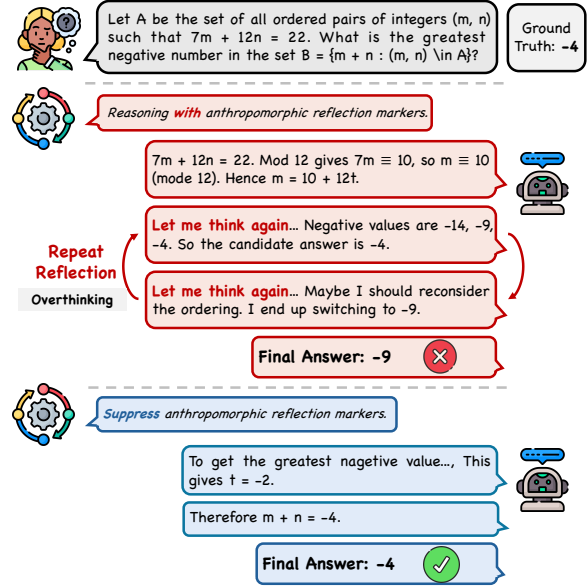 Let A be the set of all ordered pairs of integers (m, n)
such that 7m + 12n = 22. What is the greatest
negative number in the set B = {m + n : (m, n) \in A}?
Ground
Truth: -4
Reasoning with anthropomorphic reflection markers.
7m + 12n = 22. Mod 12 gives 7m ≡ 10, so m ≡ 10
(mode 12). Hence m = 10 + 12t.
Let me think again... Negative values are -14, -9,
-4. So the candidate answer is -4.
Repeat
Reflection
Overthinking
Let me think again... Maybe I should reconsider
the ordering. I end up switching to -9.
Final Answer: -9
Suppress anthropomorphic reflection markers.
To get the greatest nagetive value..., This
gives t = -2.
Therefore m + n = -4.
Final Answer: -4